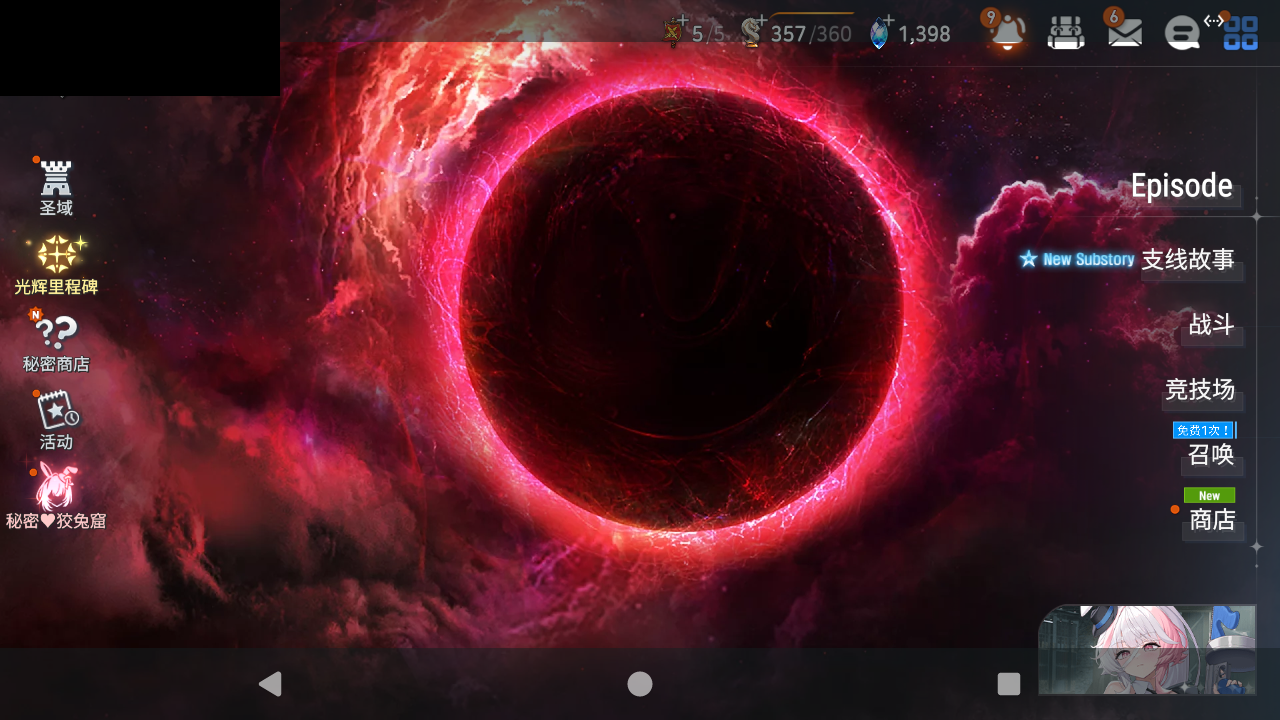 5/5 357/360 1,398 9 6
圣域
光辉里程碑
N
秘密商店
活动
秘密♥狡兔窟
Episode
New Substory 支线故事
战斗
竞技场
免费1次！
召唤
New
商店